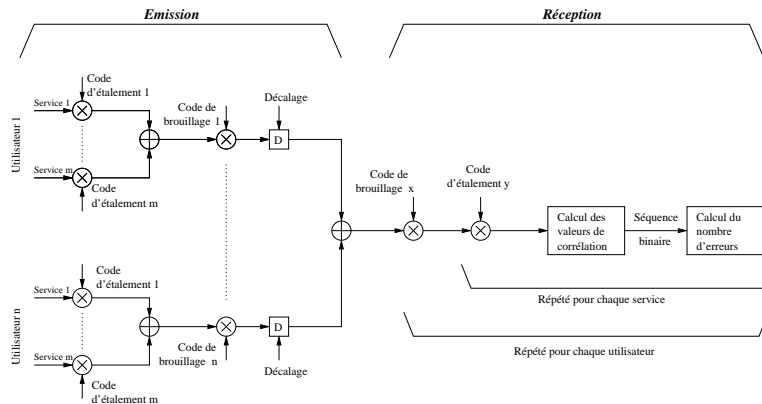 Emission
Réception
Utilisateur 1
Service 1
Code
d'étalement 1
Service m
Code
d'étalement m
Code de
brouillage 1
Décalage
D
Code de
brouillage x
Code
d'étalement y
Calcul des
valeurs de
corrélation
Séquence
binaire
Calcul du
nombre
d'erreurs
Répété pour chaque service
Répété pour chaque utilisateur
Utilisateur n
Service 1
Code
d'étalement 1
Service m
Code
d'étalement m
Code de
brouillage n
D
Décalage